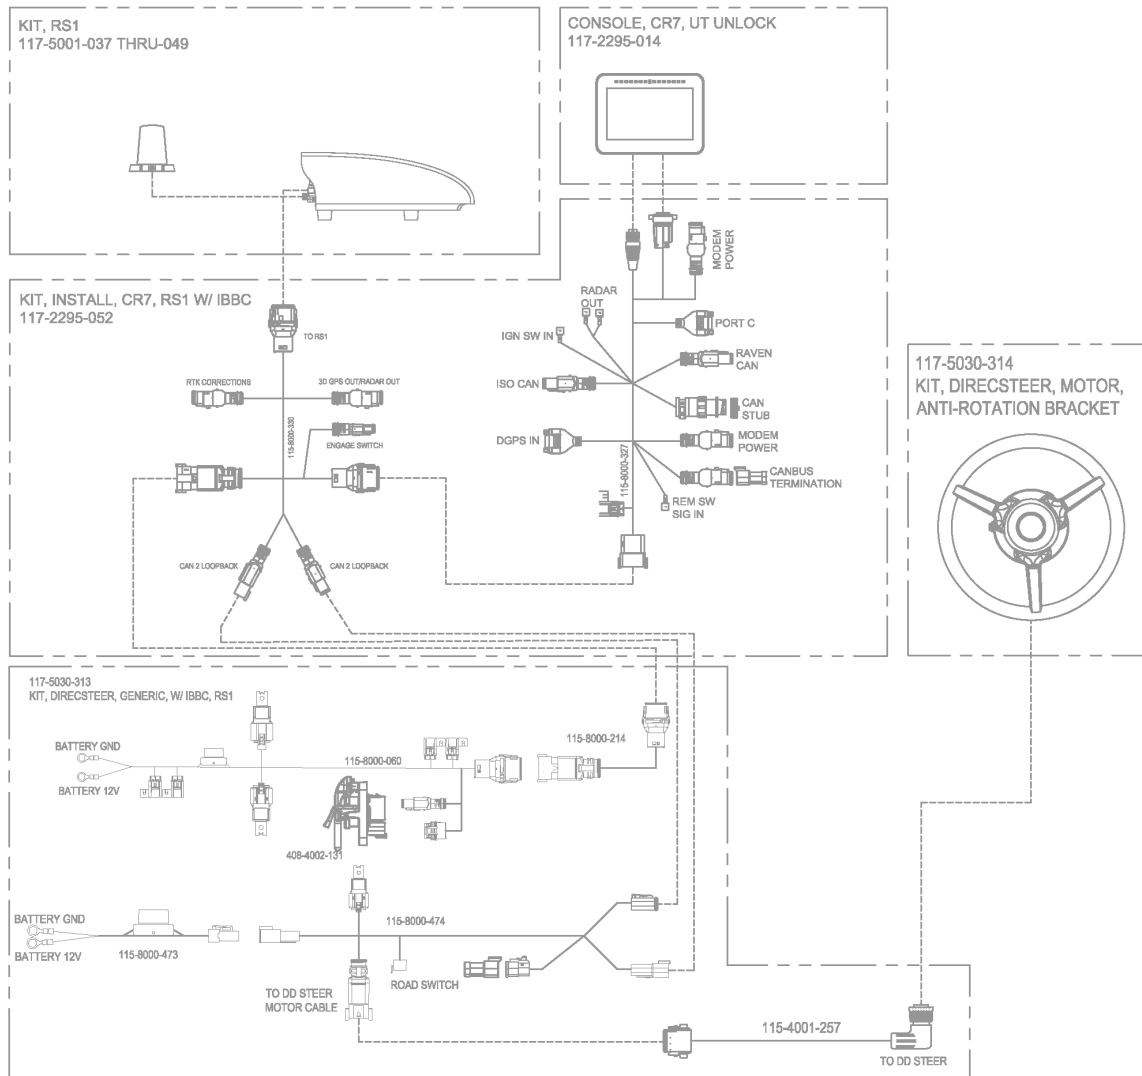 KIT, RS1
117-5001-037 THRU-049
CONSOLE, CR7, UT UNLOCK
117-2295-014
KIT, INSTALL, CR7, RS1 W/ IBBC
117-2295-052
TO RS1
RTK CORRECTIONS
3D GPS OUT/RADAR OUT
115-8000-330
ENGAGE SWITCH
CAN 2 LOOPBACK
CAN 2 LOOPBACK
MODEM
POWER
RADAR
OUT
IGN SW IN
PORT C
ISO CAN
RAVEN
CAN
CAN
STUB
DGPS IN
MODEM
POWER
115-8000-327
CANBUS
TERMINATION
REM SW
SIG IN
117-5030-314
KIT, DIRECSTEER, MOTOR,
ANTI-ROTATION BRACKET
117-5030-313
KIT, DIRECSTEER, GENERIC, W/ IBBC, RS1
BATTERY GND
BATTERY 12V
115-8000-060
115-8000-214
408-4002-131
BATTERY GND
BATTERY 12V
115-8000-473
115-8000-474
ROAD SWITCH
TO DD STEER
MOTOR CABLE
115-4001-257
TO DD STEER